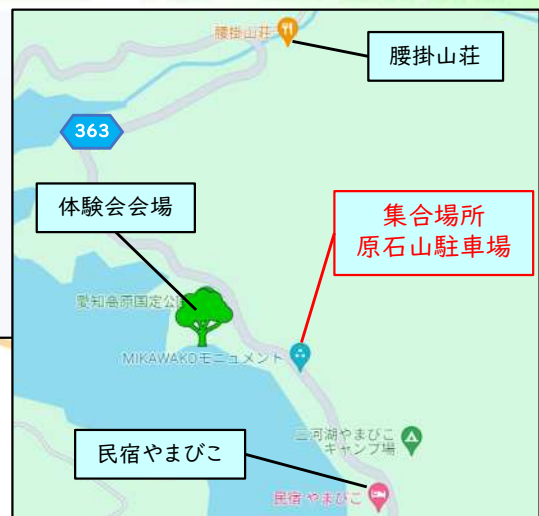 腰掛山荘
腰掛山荘
363
体験会会場
集合場所
原石山駐車場
愛知高原国定公
MIKAWAKOモニュメント
三河湖やまびこ
キャンプ場
民宿やまびこ
民宿 やまびこ